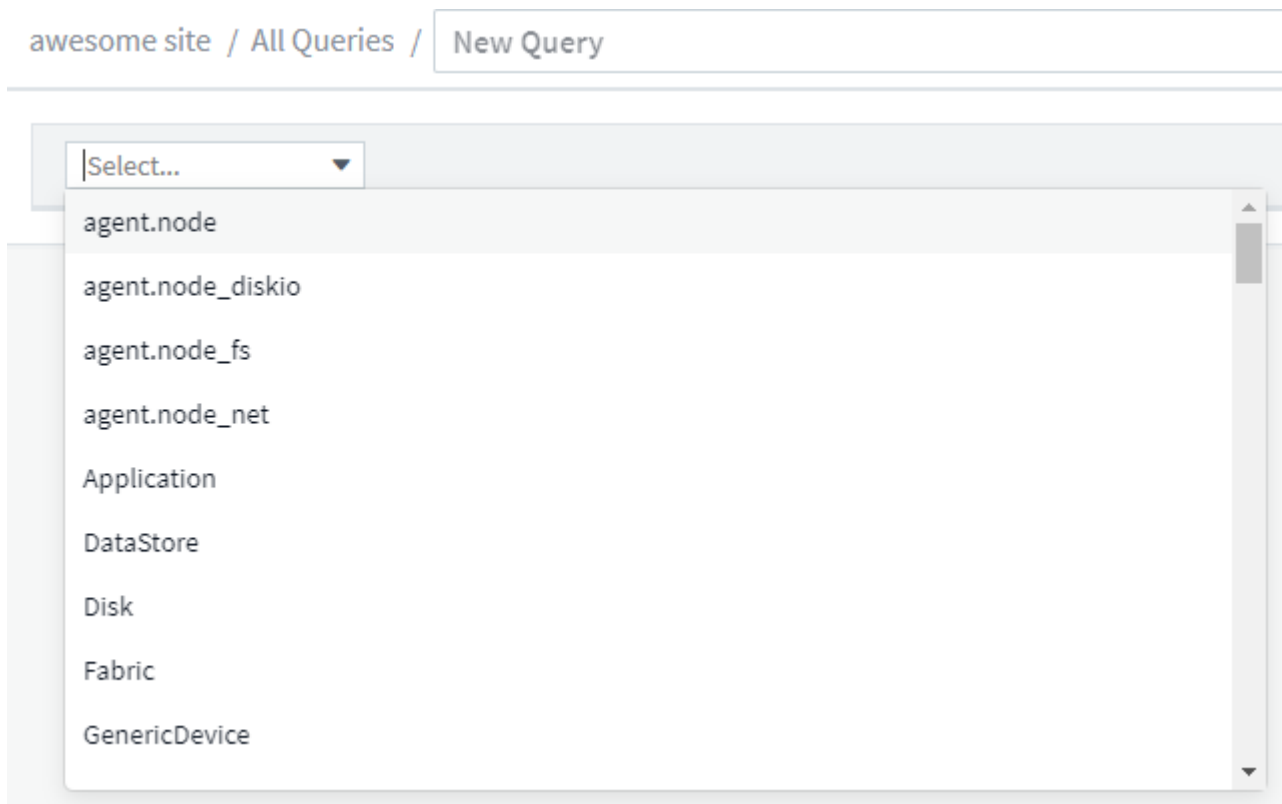 awesome site / All Queries / New Query
Select...
agent.node
agent.node_diskio
agent.node_fs
agent.node_net
Application
DataStore
Disk
Fabric
GenericDevice